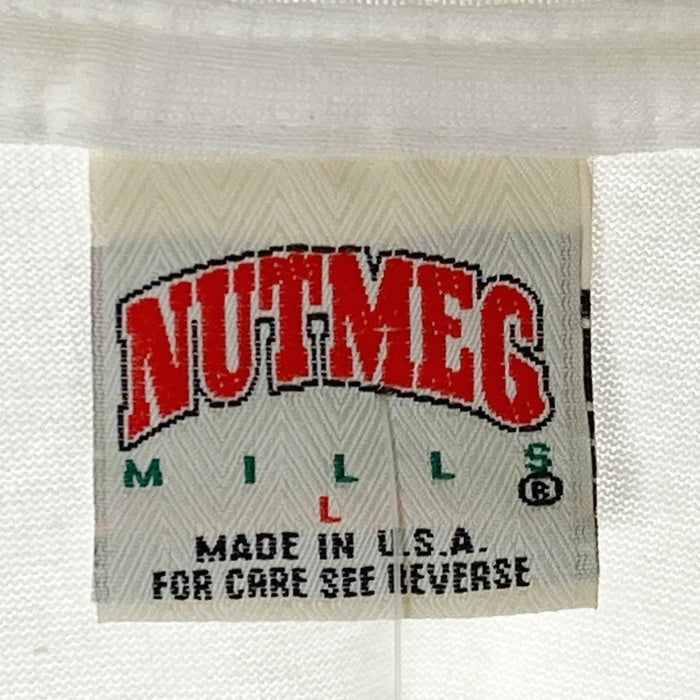 NUTMEG
MILLS
®
L
MADE IN U.S.A.
FOR CARE SEE REVERSE